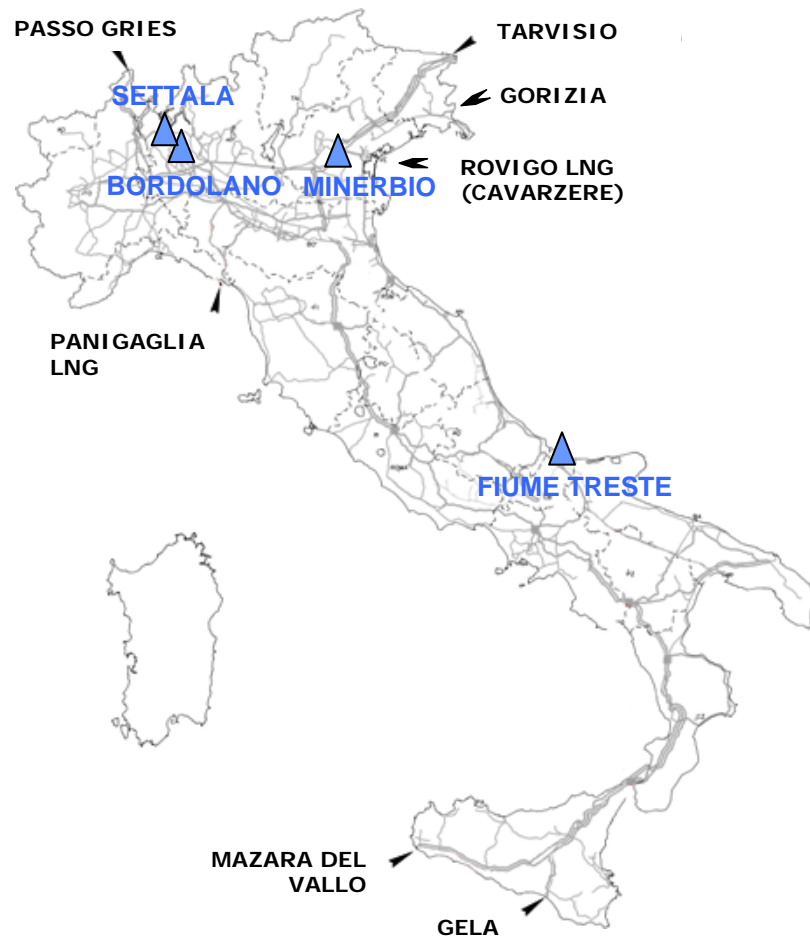 PASSO GRIES
TARVISIO
SETTALA
GORIZIA
BORDOLANO
MINERBIO
ROVIGO LNG
(CAVARZERE)
PANIGAGLIA
LNG
FIUME TRESTE
MAZARA DEL
VALLO
GELA